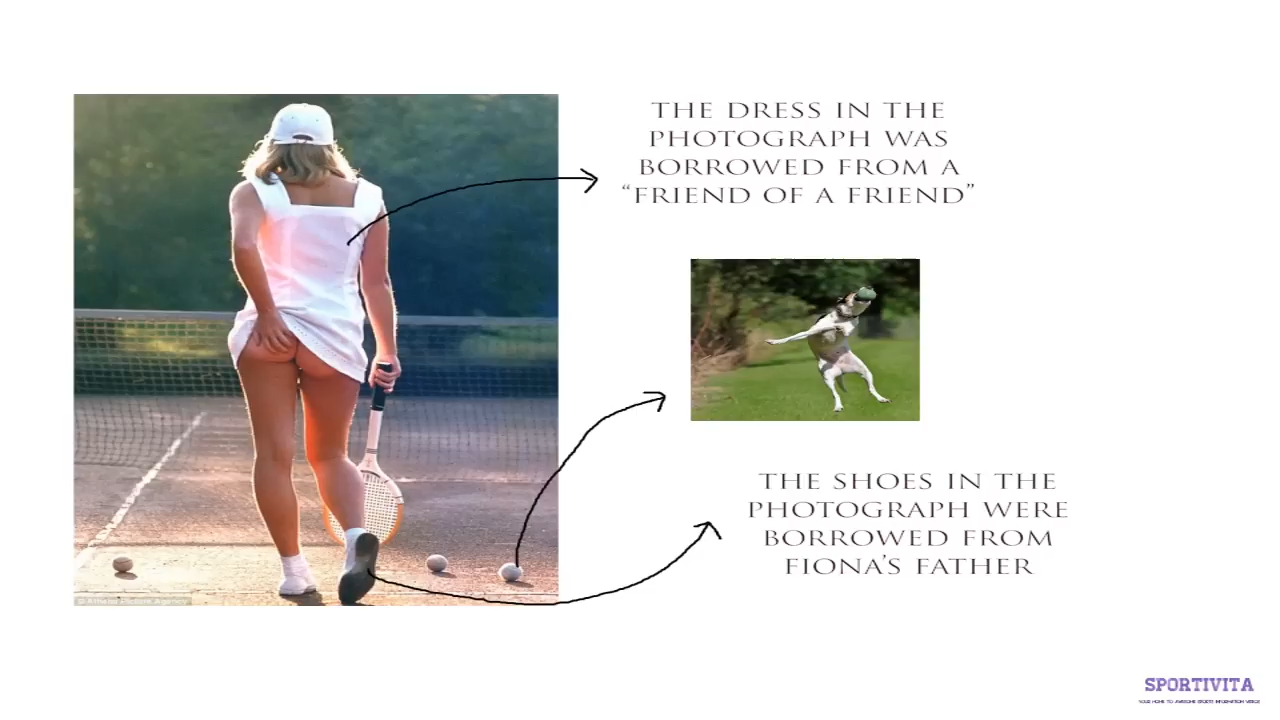 THE DRESS IN THE
PHOTOGRAPH WAS
BORROWED FROM A
“FRIEND OF A FRIEND”
THE SHOES IN THE
PHOTOGRAPH WERE
BORROWED FROM
FIONA'S FATHER
SPORTIVITA